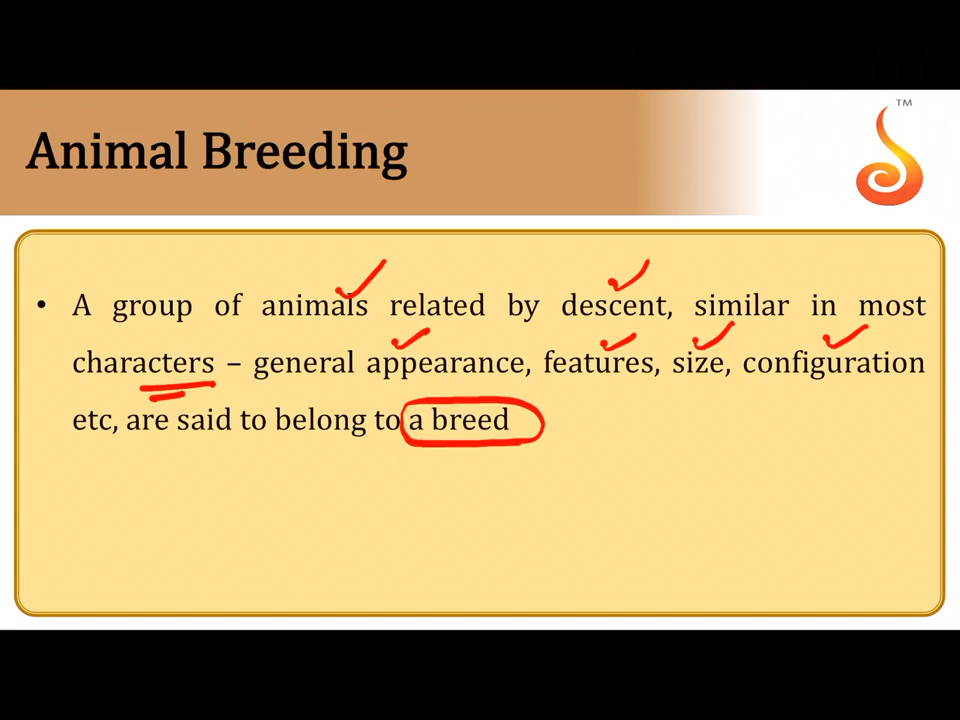 TM
Animal Breeding
• A group of animals related by descent, similar in most
characters – general appearance, features, size, configuration
etc, are said to belong to a breed